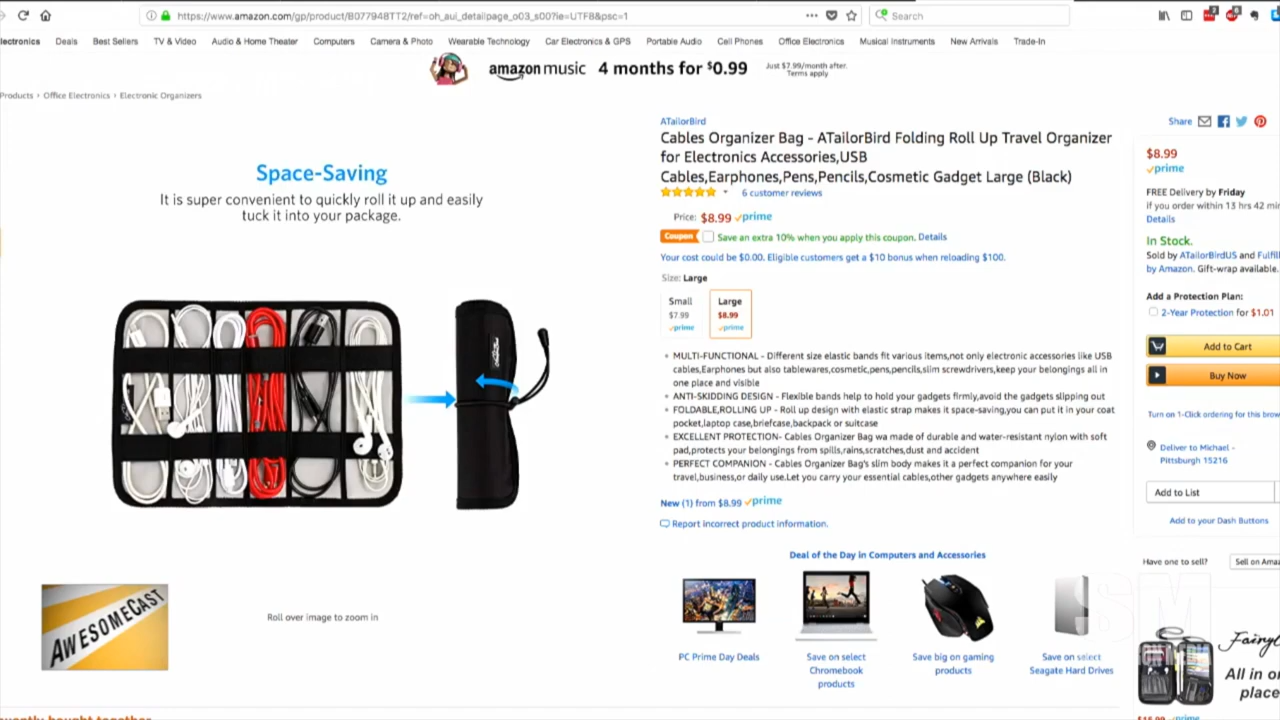 https://www.amazon.com/gp/product/B077948TT2/ref=oh_aui_detailpage_o03_s00?ie=UTF8&psc=1
Search
lectronics Deals Best Sellers TV & Video Audio & Home Theater Computers Camera & Photo Wearable Technology Car Electronics & GPS Portable Audio Cell Phones Office Electronics Musical Instruments New Arrivals Trade-In
amazon music 4 months for $0.99 Just $7.99/month after.
Terms apply
Products › Office Electronics › Electronic Organizers
Space-Saving
It is super convenient to quickly roll it up and easily
tuck it into your package.
AWESOMECAST
Roll over image to zoom in
ATailorBird
Cables Organizer Bag - ATailorBird Folding Roll Up Travel Organizer
for Electronics Accessories,USB
Cables,Earphones,Pens,Pencils,Cosmetic Gadget Large (Black)
6 customer reviews
Price: $8.99 prime
Coupon Save an extra 10% when you apply this coupon. Details
Your cost could be $0.00. Eligible customers get a $10 bonus when reloading $100.
Size: Large
Small Large
$7.99 $8.99
prime prime
MULTI-FUNCTIONAL - Different size elastic bands fit various items,not only electronic accessories like USB
cables,Earphones but also tablewares,cosmetic,pens,pencils,slim screwdrivers,keep your belongings all in
one place and visible
ANTI-SKIDDING DESIGN - Flexible bands help to hold your gadgets firmly,avoid the gadgets slipping out
FOLDABLE,ROLLING UP - Roll up design with elastic strap makes it space-saving,you can put it in your coat
pocket,laptop case,briefcase,backpack or suitcase
EXCELLENT PROTECTION- Cables Organizer Bag wa made of durable and water-resistant nylon with soft
pad,protects your belongings from spills,rains,scratches,dust and accident
PERFECT COMPANION - Cables Organizer Bag's slim body makes it a perfect companion for your
travel,business,or daily use.Let you carry your essential cables,other gadgets anywhere easily
New (1) from $8.99 prime
Report incorrect product information.
Deal of the Day in Computers and Accessories
PC Prime Day Deals
Save on select
Chromebook
products
Save big on gaming
products
Save on select
Seagate Hard Drives
Share
$8.99
prime
FREE Delivery by Friday
if you order within 13 hrs 42 min
Details
In Stock.
Sold by ATailorBirdUS and Fulfil
by Amazon. Gift-wrap available.
Add a Protection Plan:
2-Year Protection for $1.01
Add to Cart
Buy Now
Turn on 1-Click ordering for this brow
Deliver to Michael -
Pittsburgh 15216
Add to List
Add to your Dash Buttons
Have one to sell? Sell on Amaz
SM
All in o
place
prime